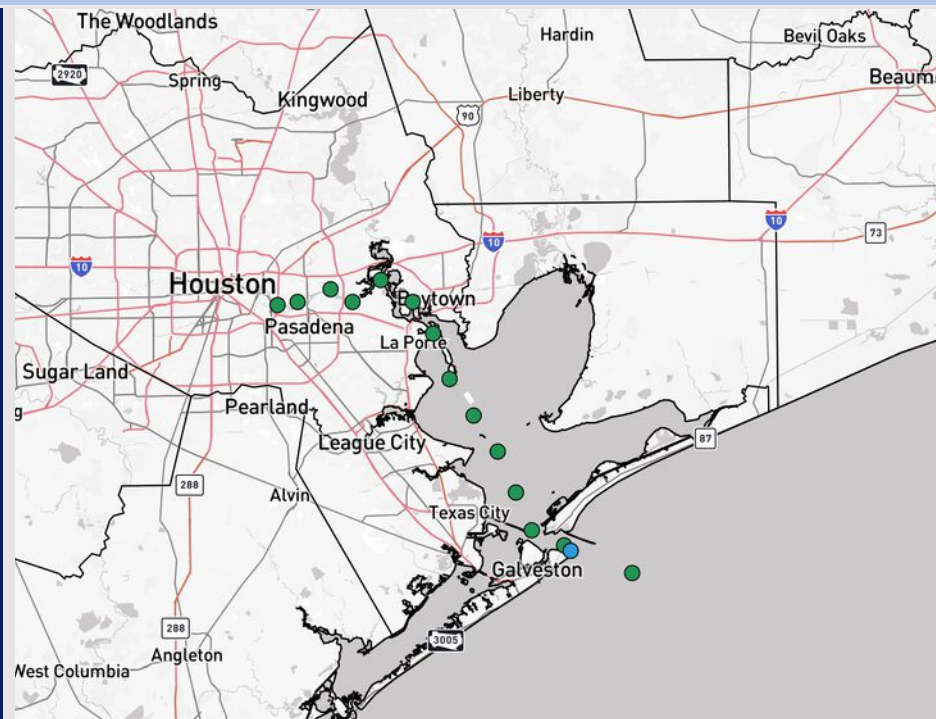 The Woodlands
Hardin
Bevil Oaks
2920
Spring
Beaum
Kingwood
Liberty
90
10
73
10
10
Houston
Baytown
Pasadena
La Porte
Sugar Land
g
Pearland
87
League City
288
Alvin
Texas City
Galveston
288
3005
Angleton
West Columbia